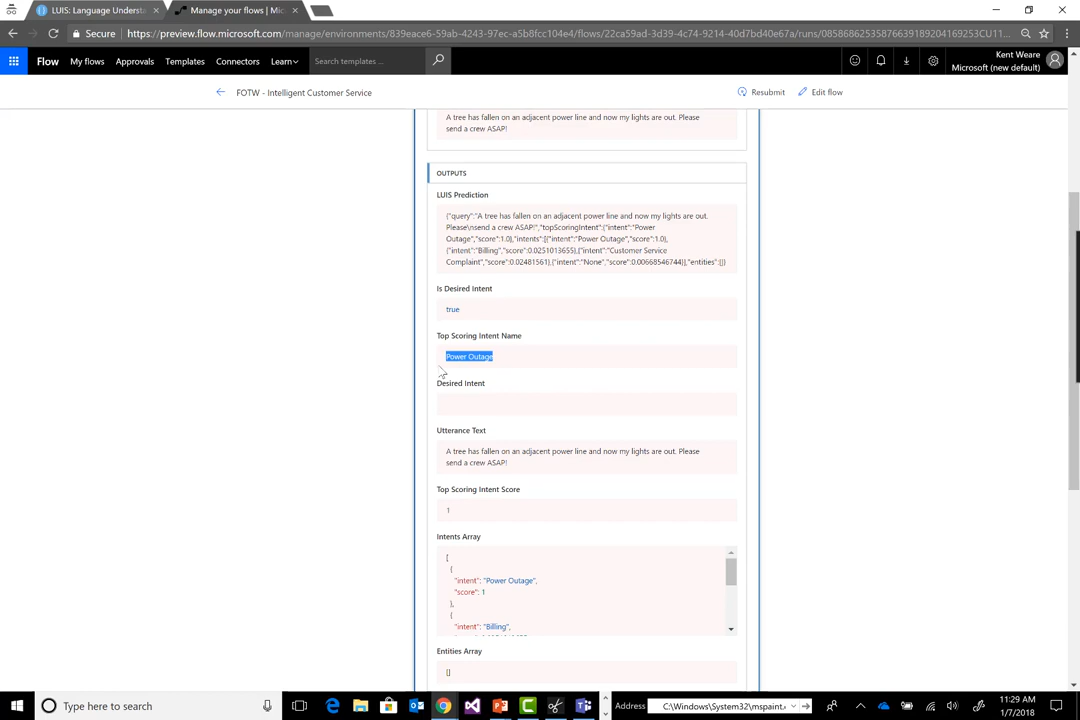 LUIS: Language Understa
Manage your flows | Mic
Secure
https://preview.flow.microsoft.com/manage/environments/839eace6-59ab-4243-97ec-a5b8fcc104e4/flows/22ca59ad-3d39-4c74-9214-40d7bd40e67a/runs/08586862535876639189204169253CU11
Flow
My flows
Approvals
Templates
Connectors
Learn
Search templates ...
Kent Weare
Microsoft (new default)
FOTW - Intelligent Customer Service
Resubmit
Edit flow
A tree has fallen on an adjacent power line and now my lights are out. Please
send a crew ASAP!
OUTPUTS
LUIS Prediction
{"query":"A tree has fallen on an adjacent power line and now my lights are out.
Please\nsend a crew ASAP!","topScoringIntent":{"intent":"Power
Outage","score":1.0},"intents":[{"intent":"Power Outage","score":1.0},
{"intent":"Billing","score":0.0251013655},{"intent":"Customer Service
Complaint","score":0.02481561},{"intent":"None","score":0.00668546744}],"entities":[]}
Is Desired Intent
true
Top Scoring Intent Name
Power Outage
Desired Intent
Utterance Text
A tree has fallen on an adjacent power line and now my lights are out. Please
send a crew ASAP!
Top Scoring Intent Score
1
Intents Array
[
{
"intent": "Power Outage",
"score": 1
},
{
"intent": "Billing",
Entities Array
[]
Type here to search
Address
C:\Windows\System32\mspaint.e
11:29 AM
1/7/2018